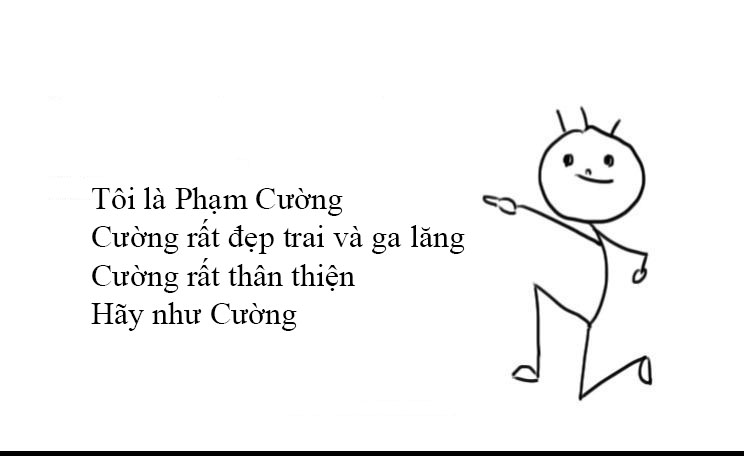 Tôi là Phạm Cường
Cường rất đẹp trai và ga lăng
Cường rất thân thiện
Hãy như Cường